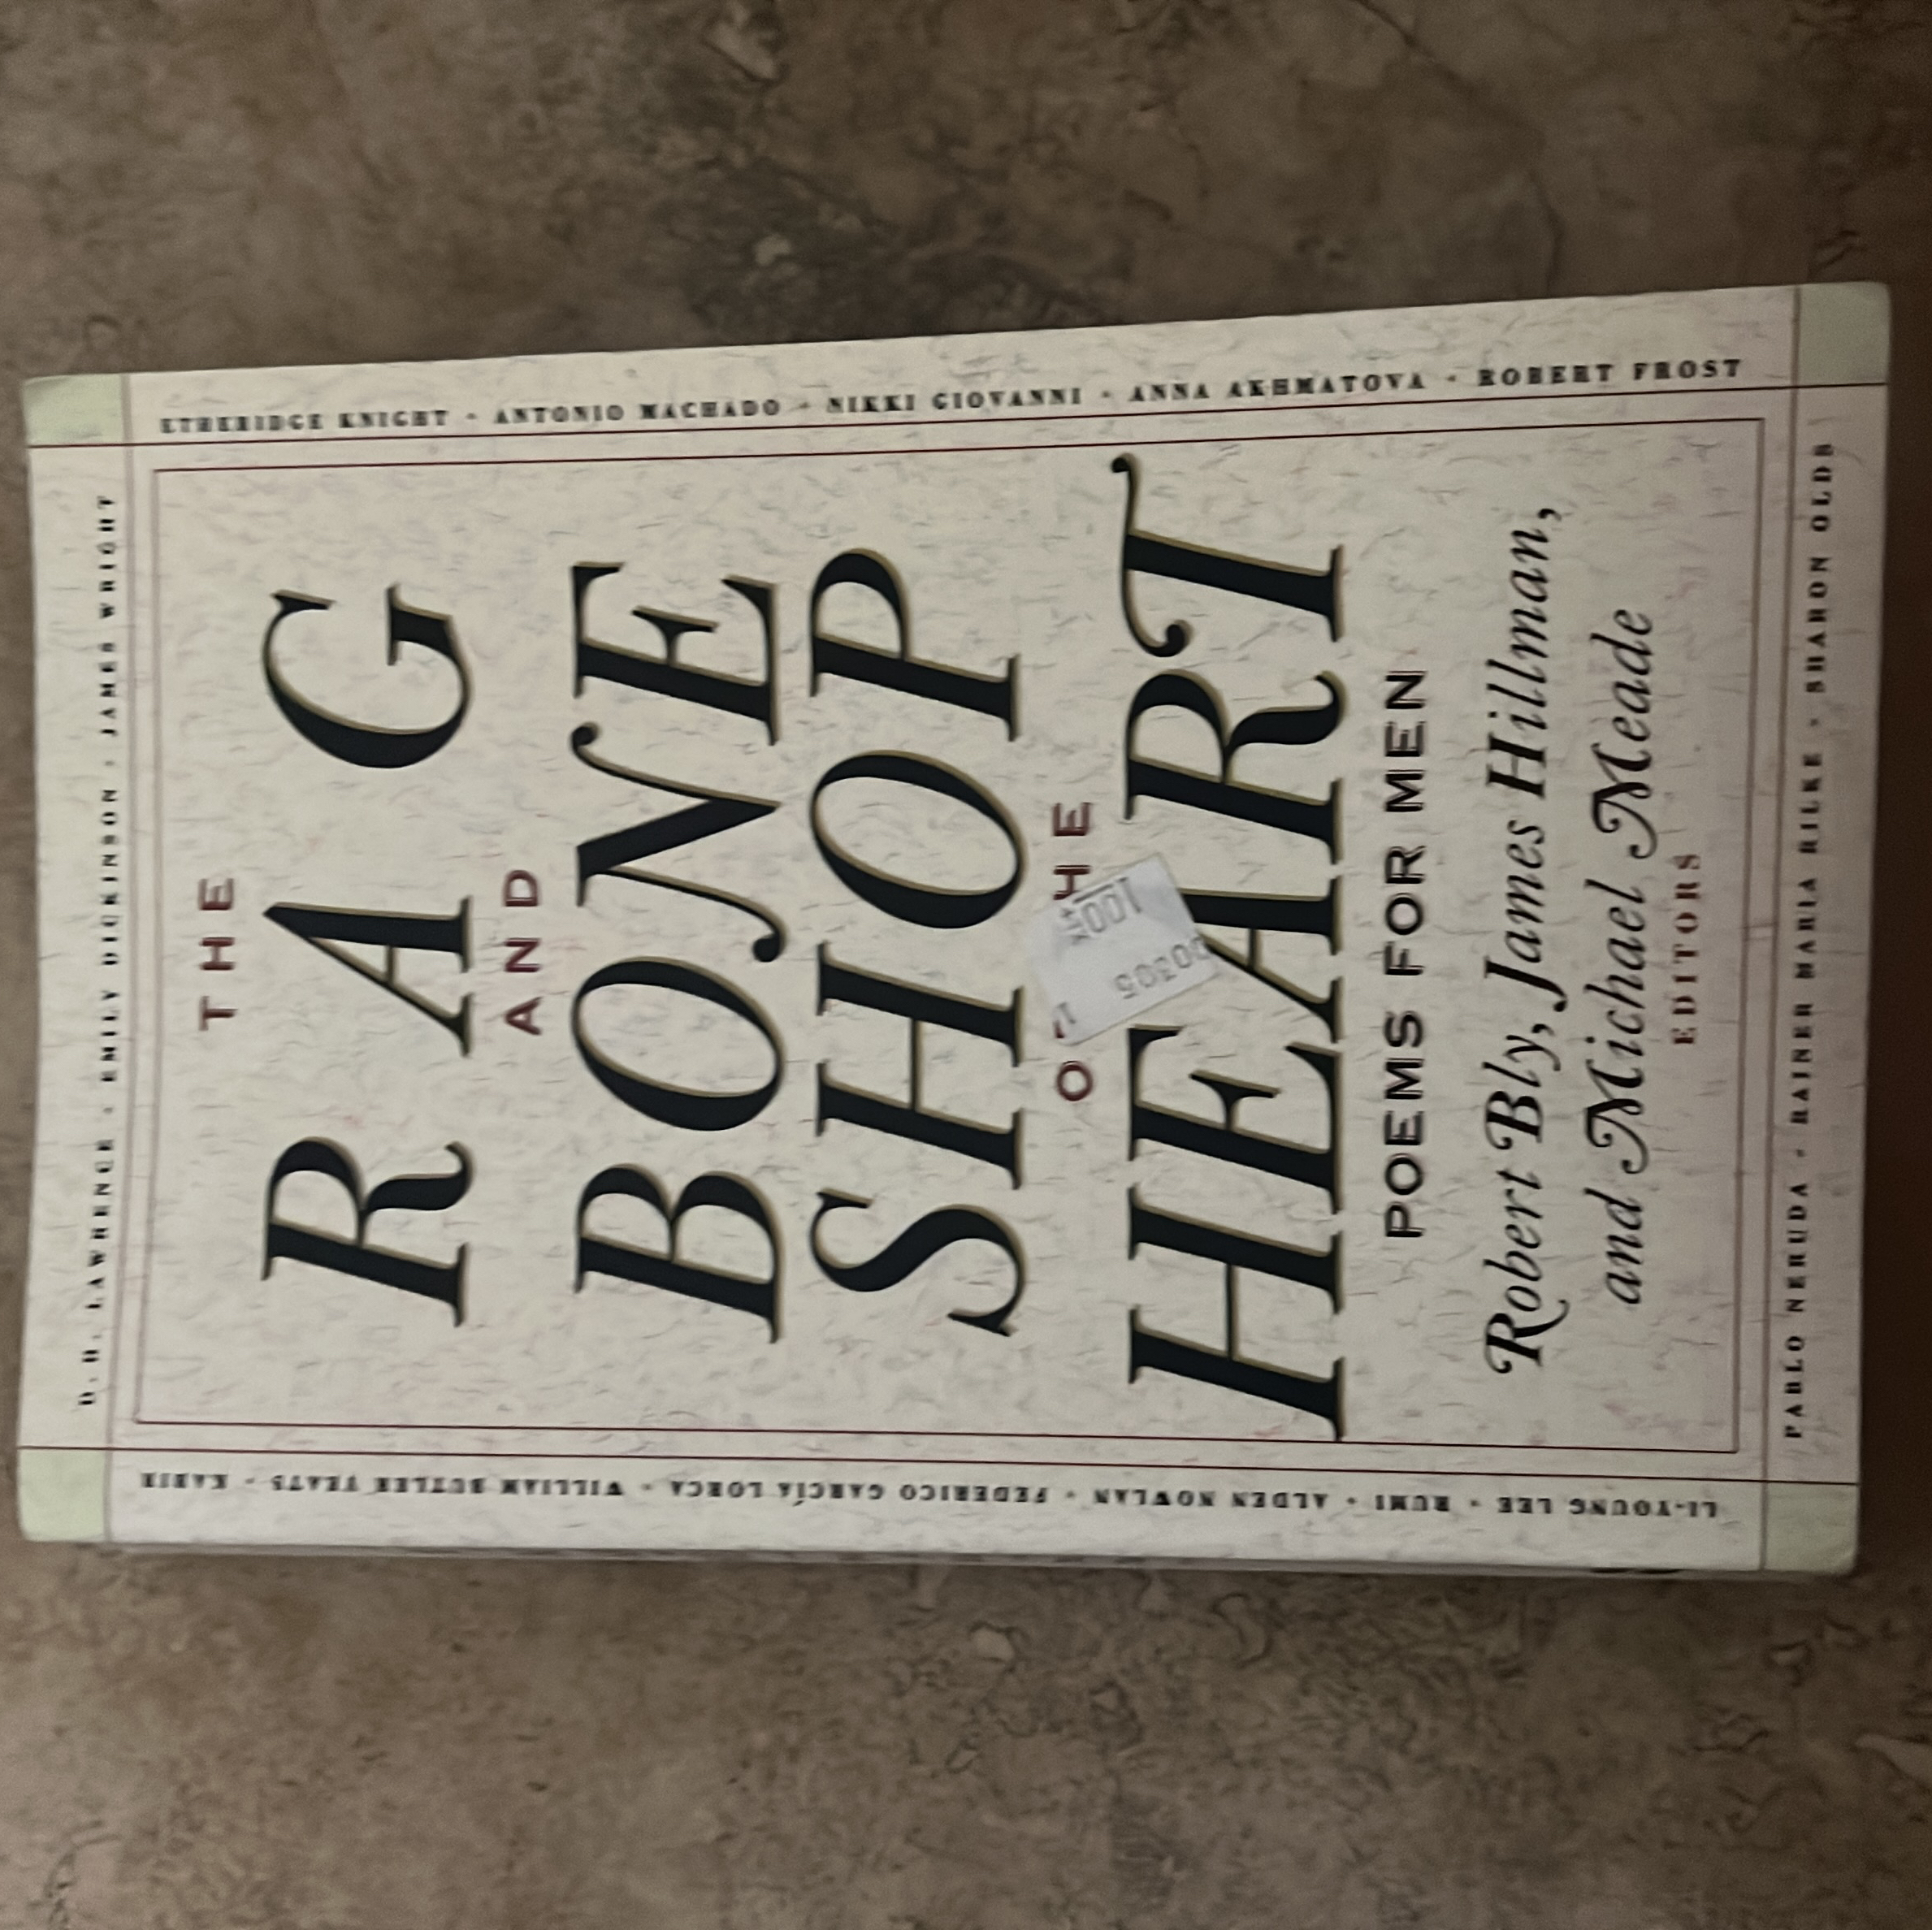 D. H. LAWRENCE · EMILY DICKINSON · JAMES WRIGHT
ETHERIDGE KNIGHT · ANTONIO MACHADO · NIKKI GIOVANNI · ANNA AKHMATOVA · ROBERT FROST
THE
RAG
AND
BONE
SHOP
HE
HEART
POEMS FOR MEN
Robert Bly, James Hillman,
and Michael Meade
EDITORS
PABLO NERUDA · RAINER MARIA RILKE · SHARON OLDS
LI-YOUNG LEE · RUMI · ALDEN NOWLAN · FEDERICO GARCÍA LORCA · WILLIAM BUTLER YEATS · KABIR
00305